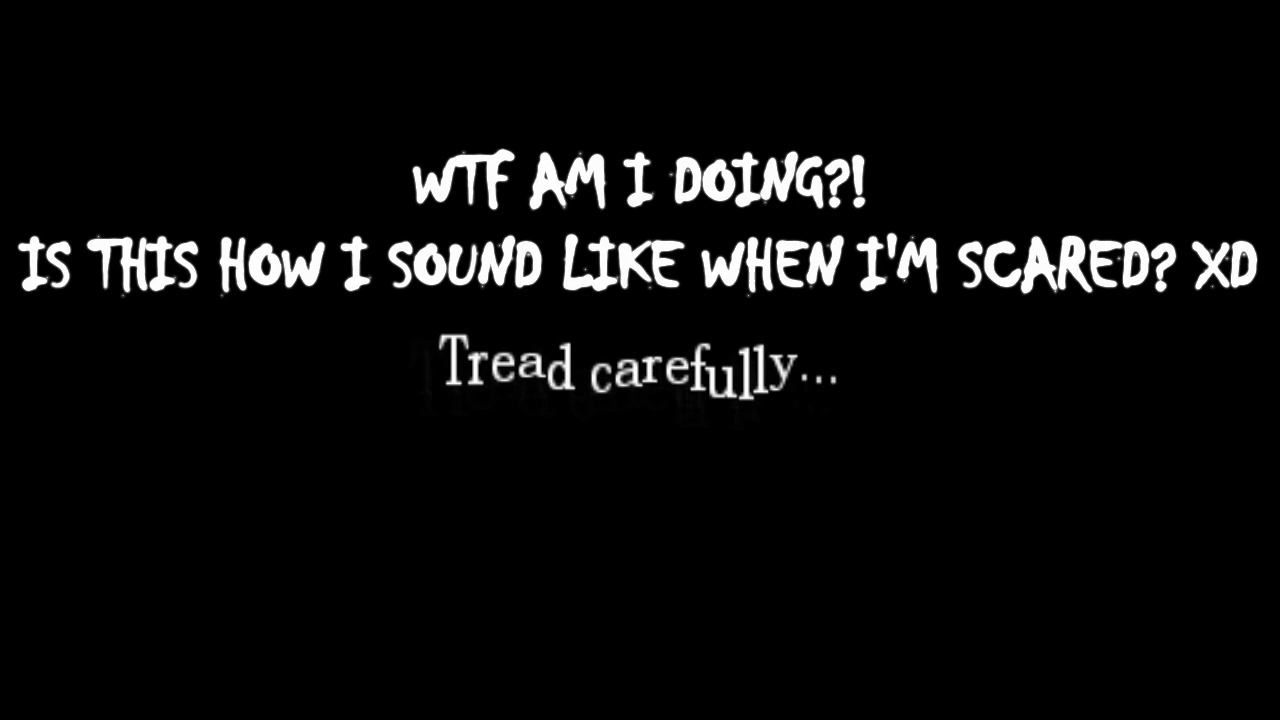 WTF AM I DOING?!
IS THIS HOW I SOUND LIKE WHEN I'M SCARED? XD
Tread carefully...